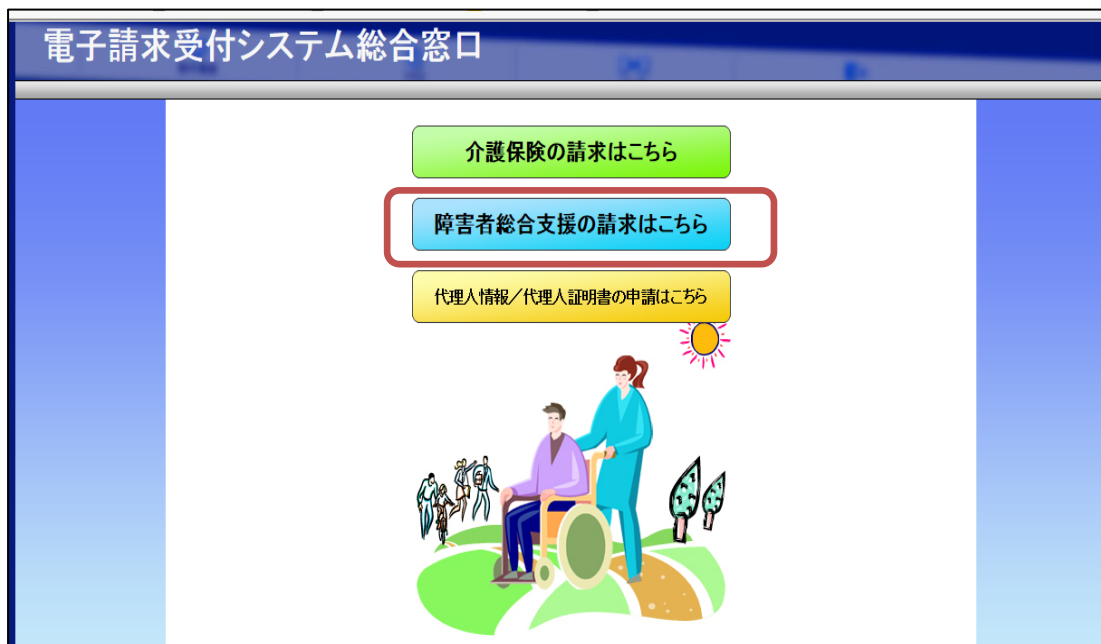 電子請求受付システム総合窓口
介護保険の請求はこちら
障害者総合支援の請求はこちら
代理人情報／代理人証明書の申請はこちら